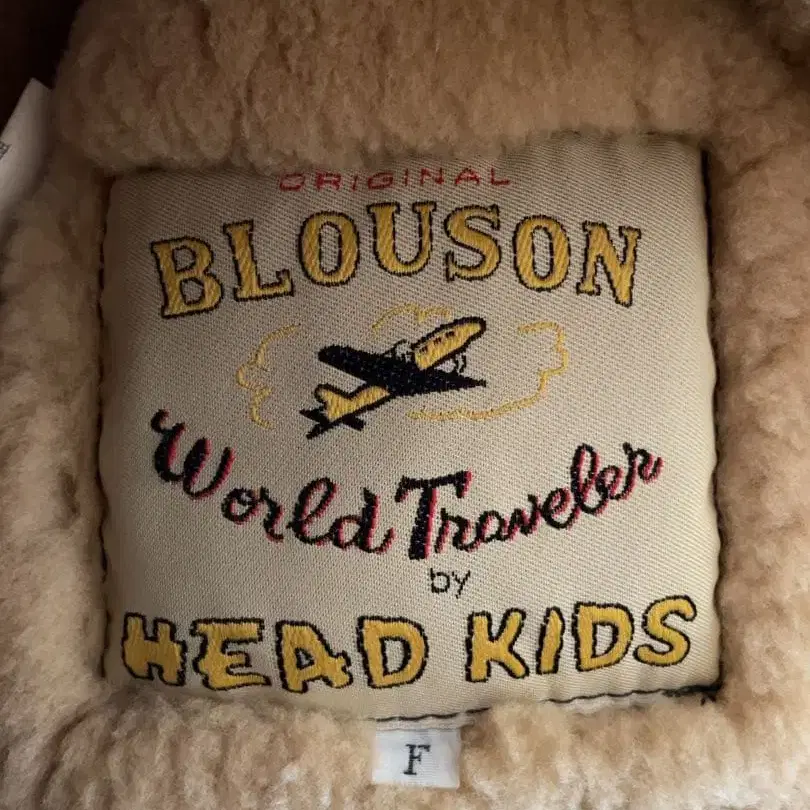 ORIGINAL
BLOUSON
World Traveler
by
HEAD KIDS
F